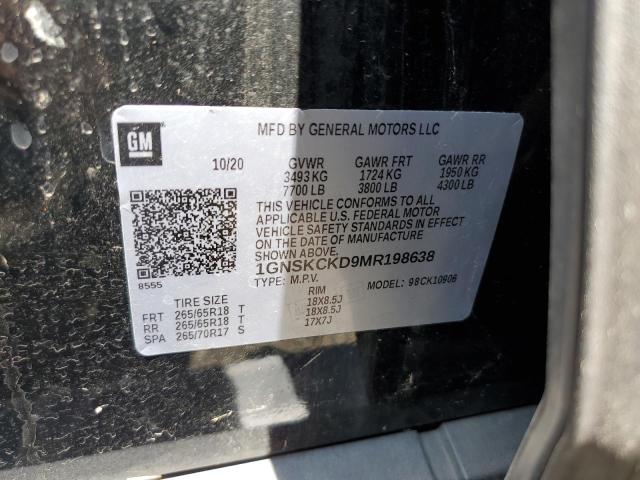 GM
MFD BY GENERAL MOTORS LLC
10/20 GVWR GAWR FRT GAWR RR
3493 KG 1724 KG 1950 KG
7700 LB 3800 LB 4300 LB
THIS VEHICLE CONFORMS TO ALL
APPLICABLE U.S. FEDERAL MOTOR
VEHICLE SAFETY STANDARDS IN EFFECT
ON THE DATE OF MANUFACTURE
SHOWN ABOVE.
1GNSKCKD9MR198638
8555
TYPE: M.P.V. MODEL: 98CK10906
TIRE SIZE RIM
FRT 265/65R18 T 18X8.5J
RR 265/65R18 T 18X8.5J
SPA 265/70R17 S 17X7J